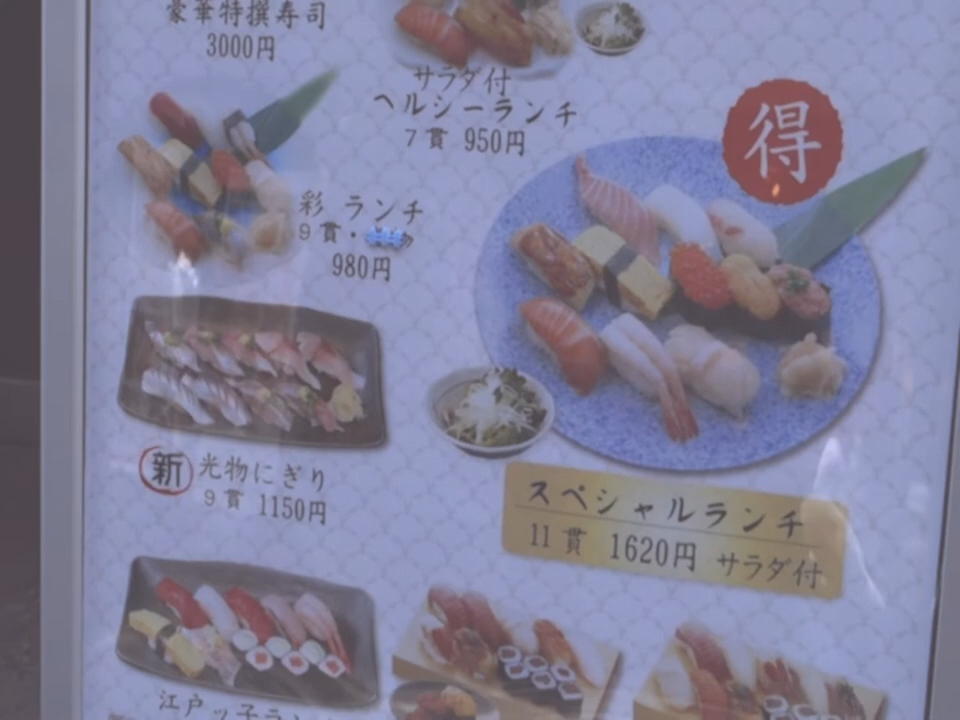 豪華特撰寿司
3000円
サラダ付
ヘルシーランチ
7貫 950円
得
彩 ランチ
9貫・
980円
新 光物にぎり
9貫 1150円
スペシャルランチ
11貫 1620円 サラダ付
江戸ッ子ラン